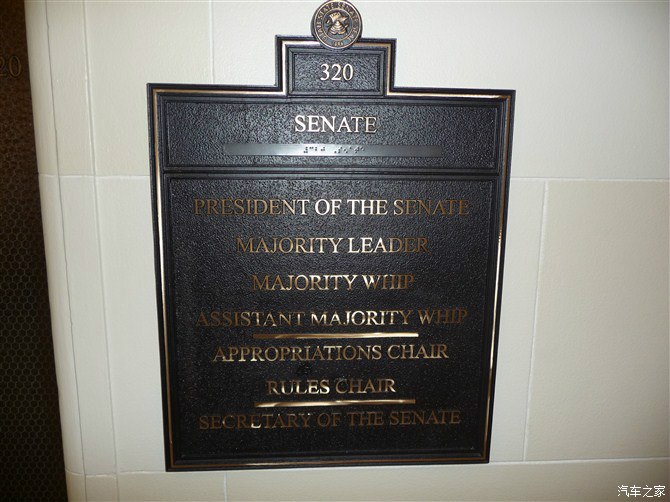 320
SENATE
PRESIDENT OF THE SENATE
MAJORITY LEADER
MAJORITY WHIP
ASSISTANT MAJORITY WHIP
APPROPRIATIONS CHAIR
RULES CHAIR
SECRETARY OF THE SENATE
20
汽车之家